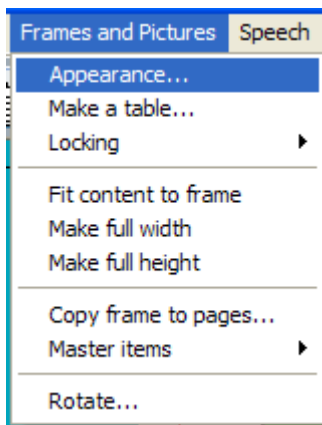 Frames and Pictures Speech
Appearance...
Make a table...
Locking
Fit content to frame
Make full width
Make full height
Copy frame to pages...
Master items
Rotate...